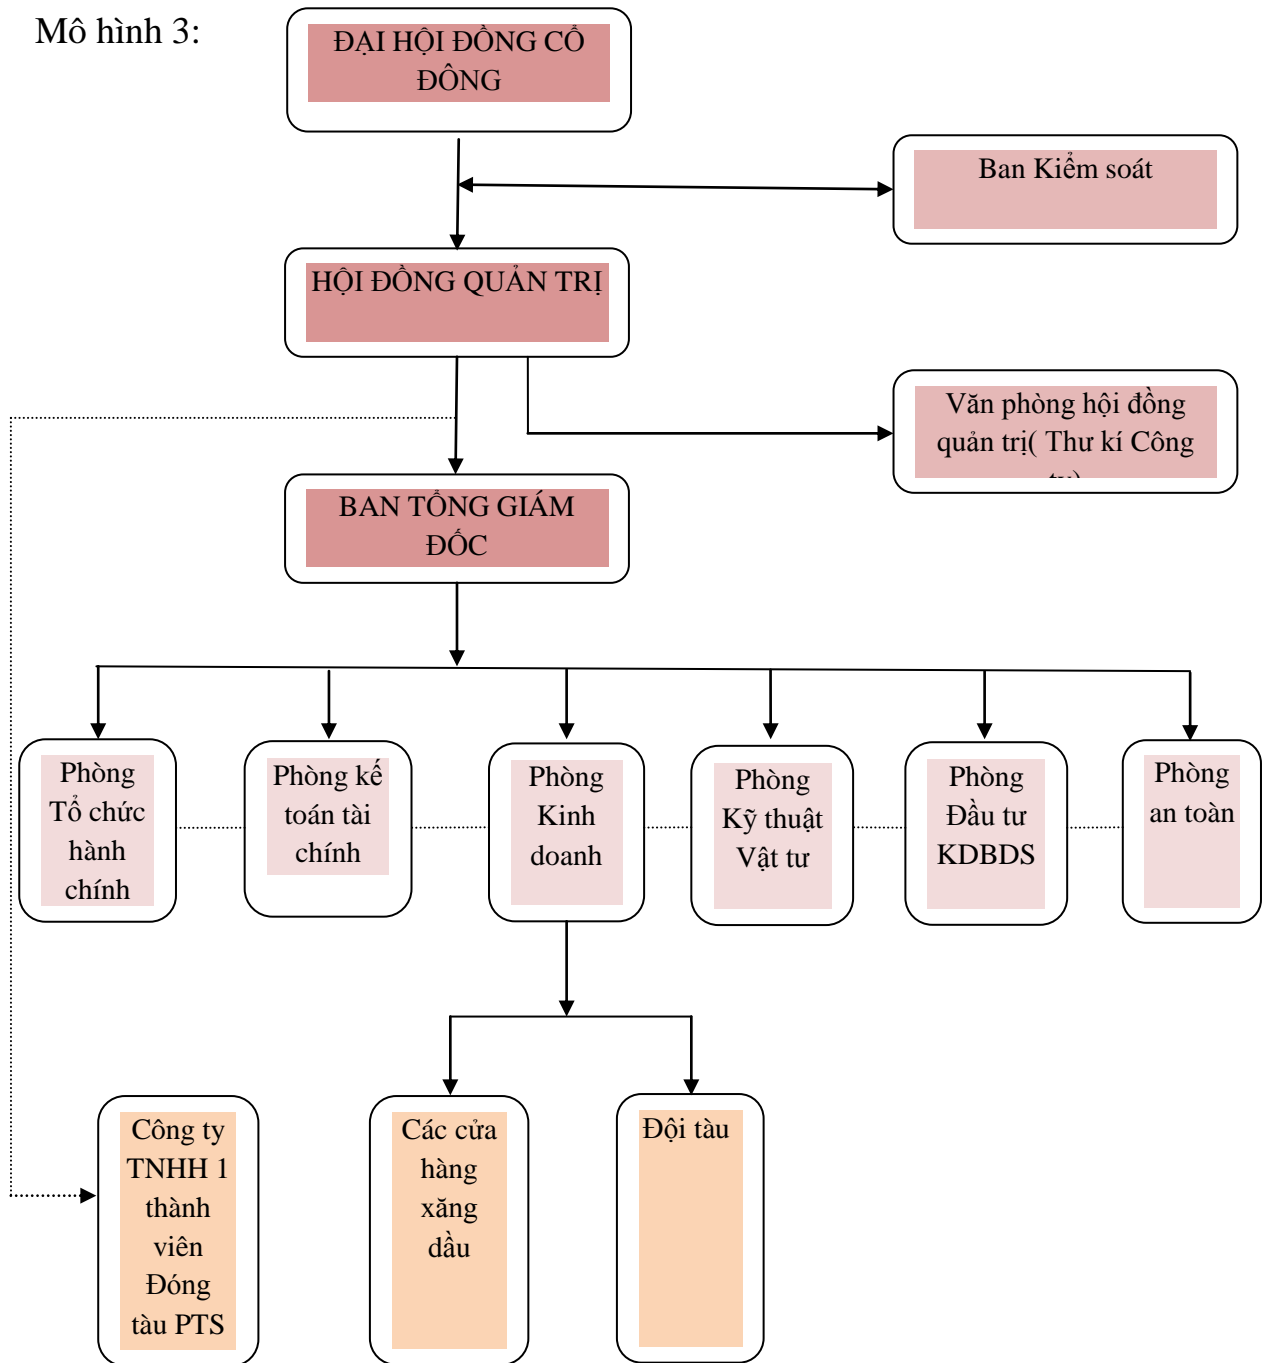 Mô hình 3:
ĐẠI HỘI ĐỒNG CỔ
ĐÔNG
Ban Kiểm soát
HỘI ĐỒNG QUẢN TRỊ
Văn phòng hội đồng
quản trị( Thư kí Công
BAN TỔNG GIÁM
ĐỐC
Phòng
Tổ chức
hành
chính
Phòng kế
toán tài
chính
Phòng
Kinh
doanh
Phòng
Kỹ thuật
Vật tư
Phòng
Đầu tư
KDBDS
Phòng
an toàn
Công ty
TNHH 1
thành
viên
Đóng
tàu PTS
Các cửa
hàng
xăng
dầu
Đội tàu